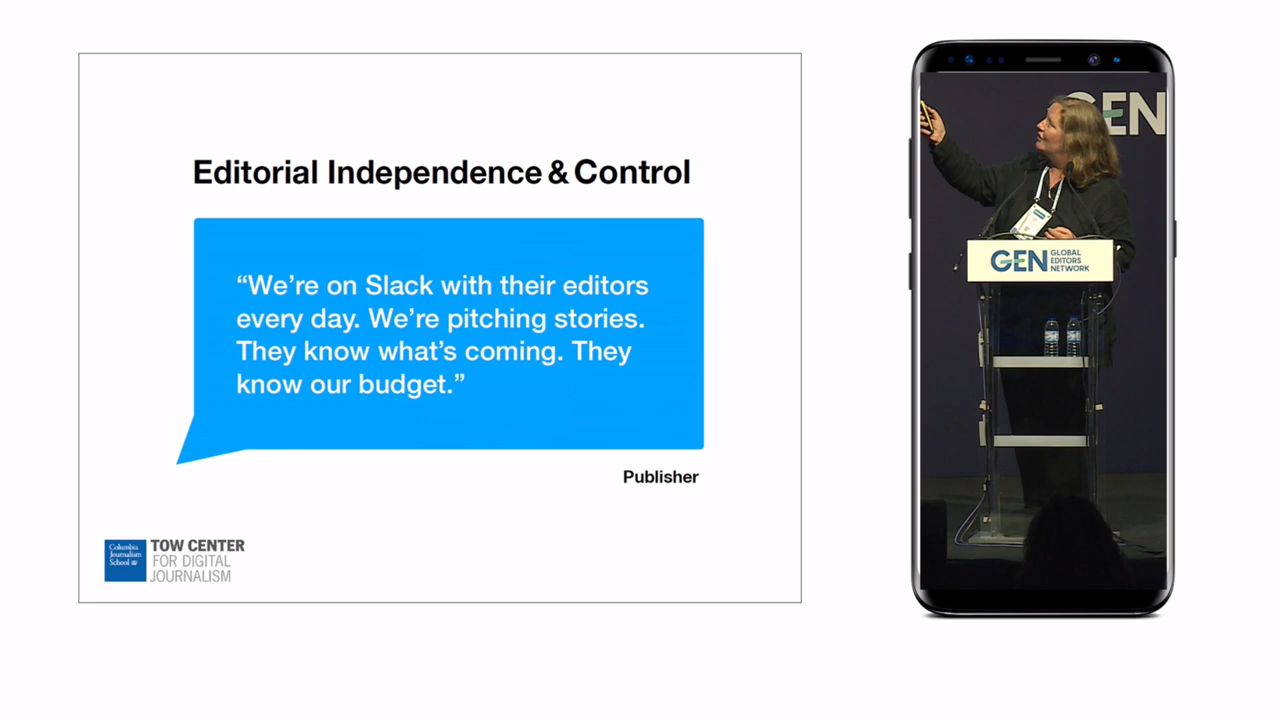 Editorial Independence & Control
“We’re on Slack with their editors
every day. We’re pitching stories.
They know what’s coming. They
know our budget.”
Publisher
Columbia
Journalism
School
TOW CENTER
FOR DIGITAL
JOURNALISM
GEN
GEN GLOBAL
EDITORS
NETWORK